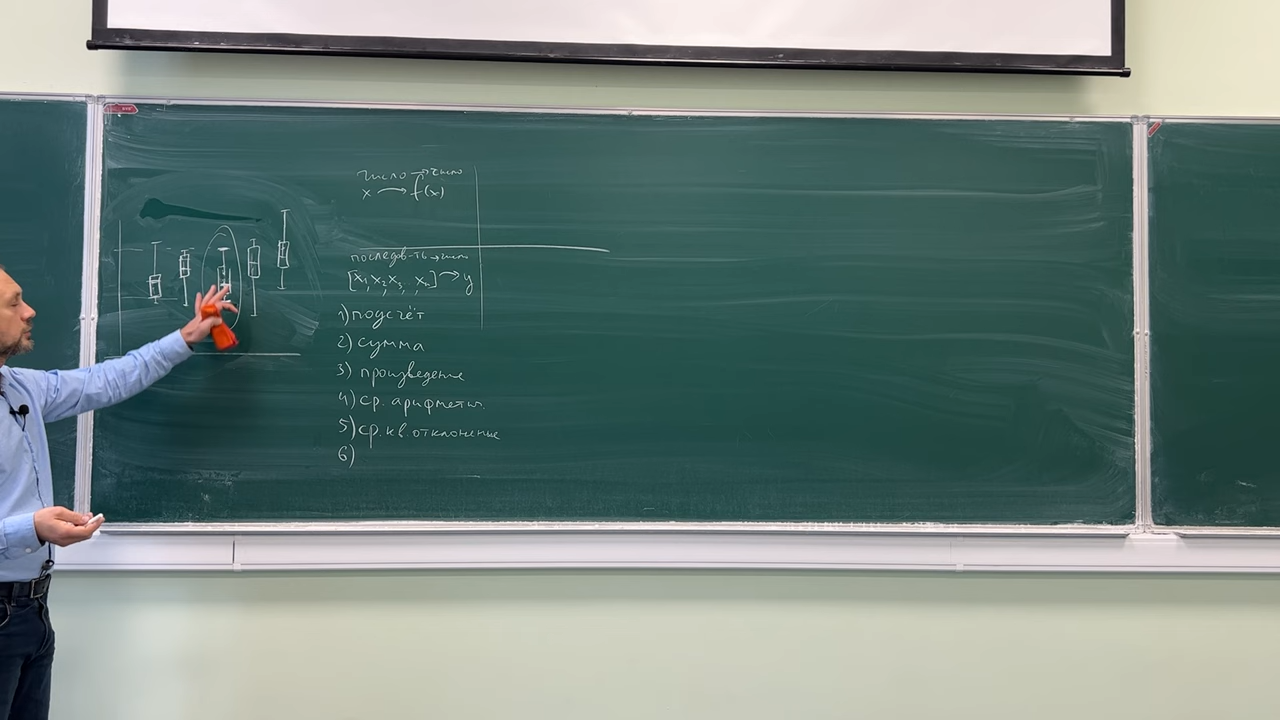 число → число
x → f(x)
последов-ть → число
[x₁, x₂, x₃, xₙ] → y
1) подсчёт
2) сумма
3) произведение
4) ср. арифметич.
5) ср. кв. отклонение
6)